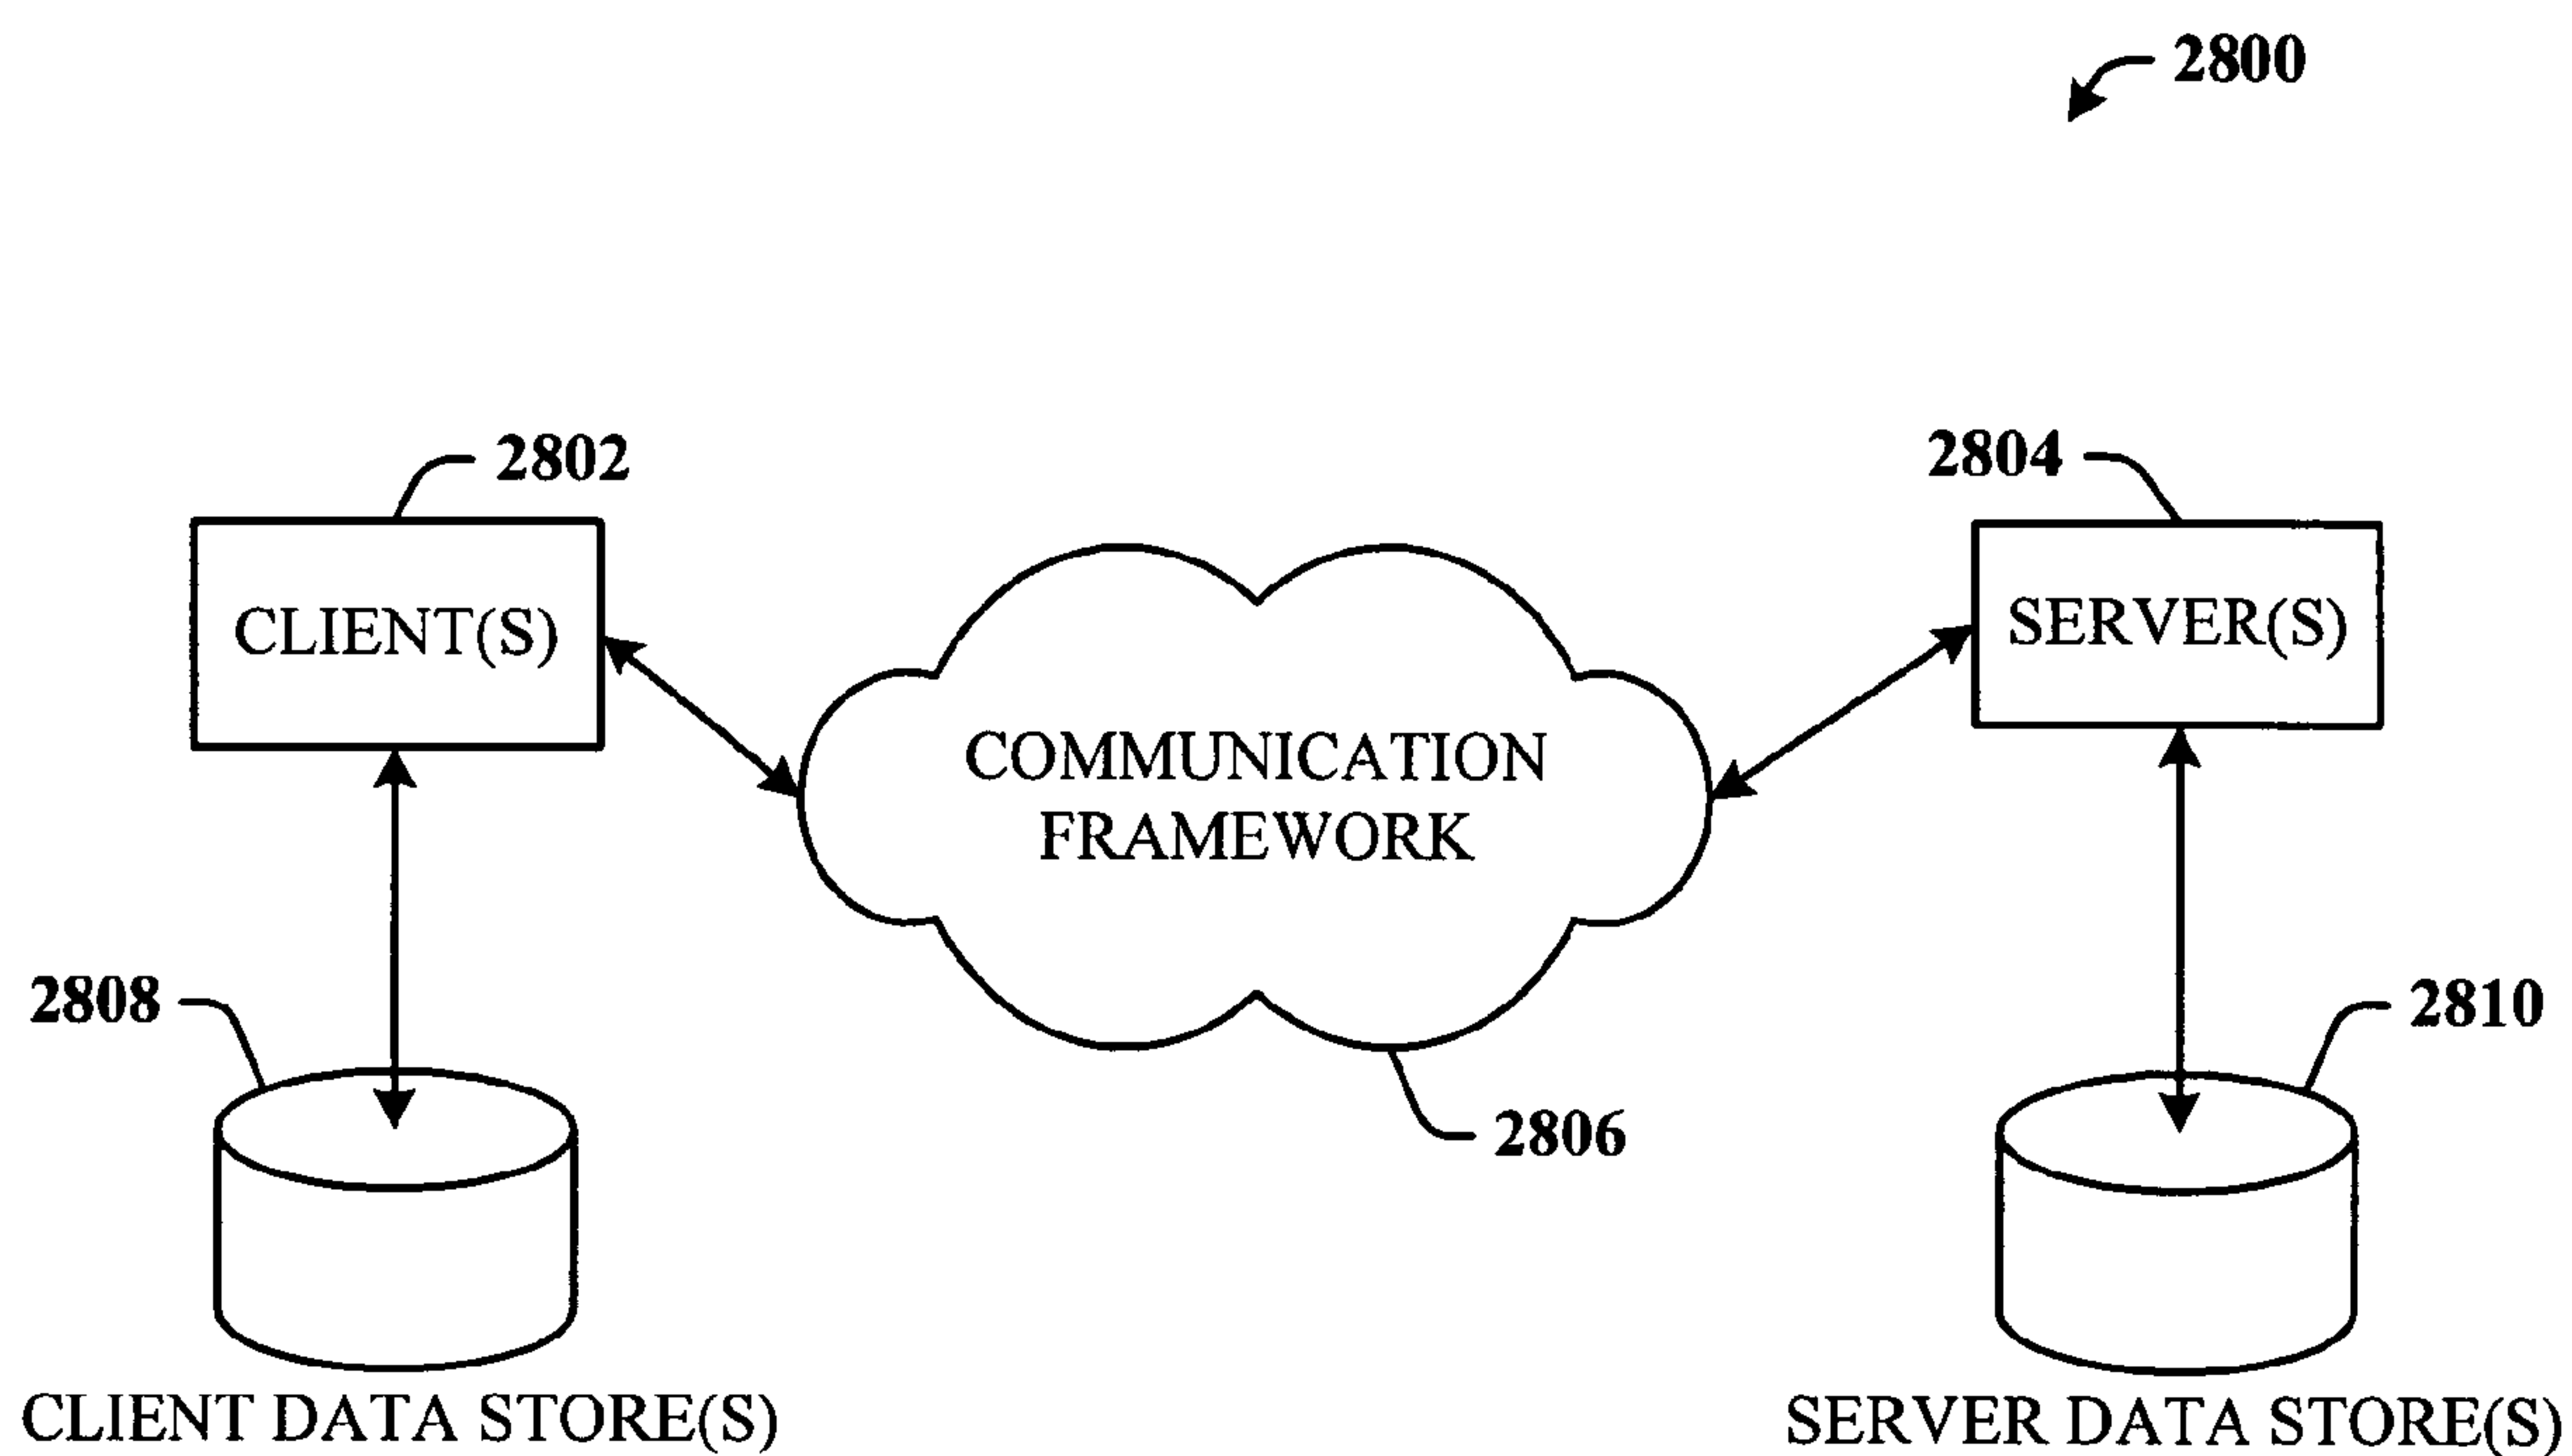 2800
2802
2804
CLIENT(S)
SERVER(S)
COMMUNICATION
FRAMEWORK
2808
2810
2806
CLIENT DATA STORE(S)
SERVER DATA STORE(S)